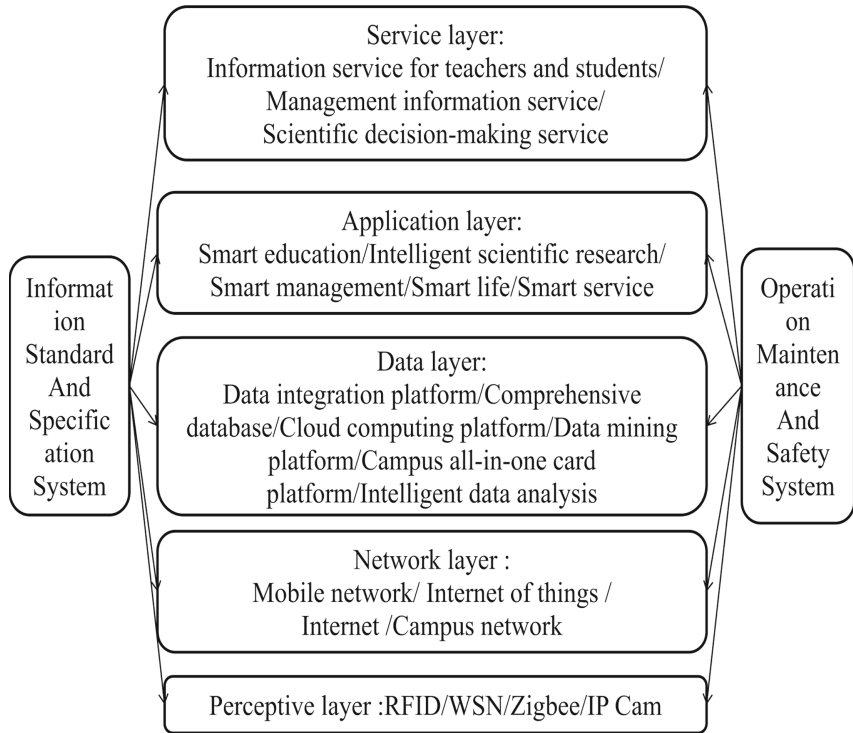 Service layer:
Information service for teachers and students/
Management information service/
Scientific decision-making service
Application layer:
Smart education/Intelligent scientific research/
Smart management/Smart life/Smart service
Informat
ion
Standard
And
Specific
ation
System
Data layer:
Data integration platform/Comprehensive
database/Cloud computing platform/Data mining
platform/Campus all-in-one card
platform/Intelligent data analysis
Operati
on
Mainten
ance
And
Safety
System
Network layer :
Mobile network/ Internet of things /
Internet /Campus network
Perceptive layer :RFID/WSN/Zigbee/IP Cam